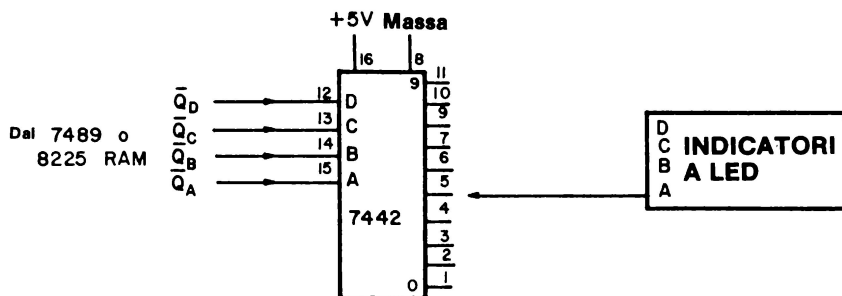 +5V Massa
16 8
9 11
10
9
7
6
5
4
3
2
0 1
Dal 7489 o
8225 RAM
Q̅D 12 D
Q̅C 13 C
Q̅B 14 B
Q̅A 15 A
7442
D
C INDICATORI
B A LED
A